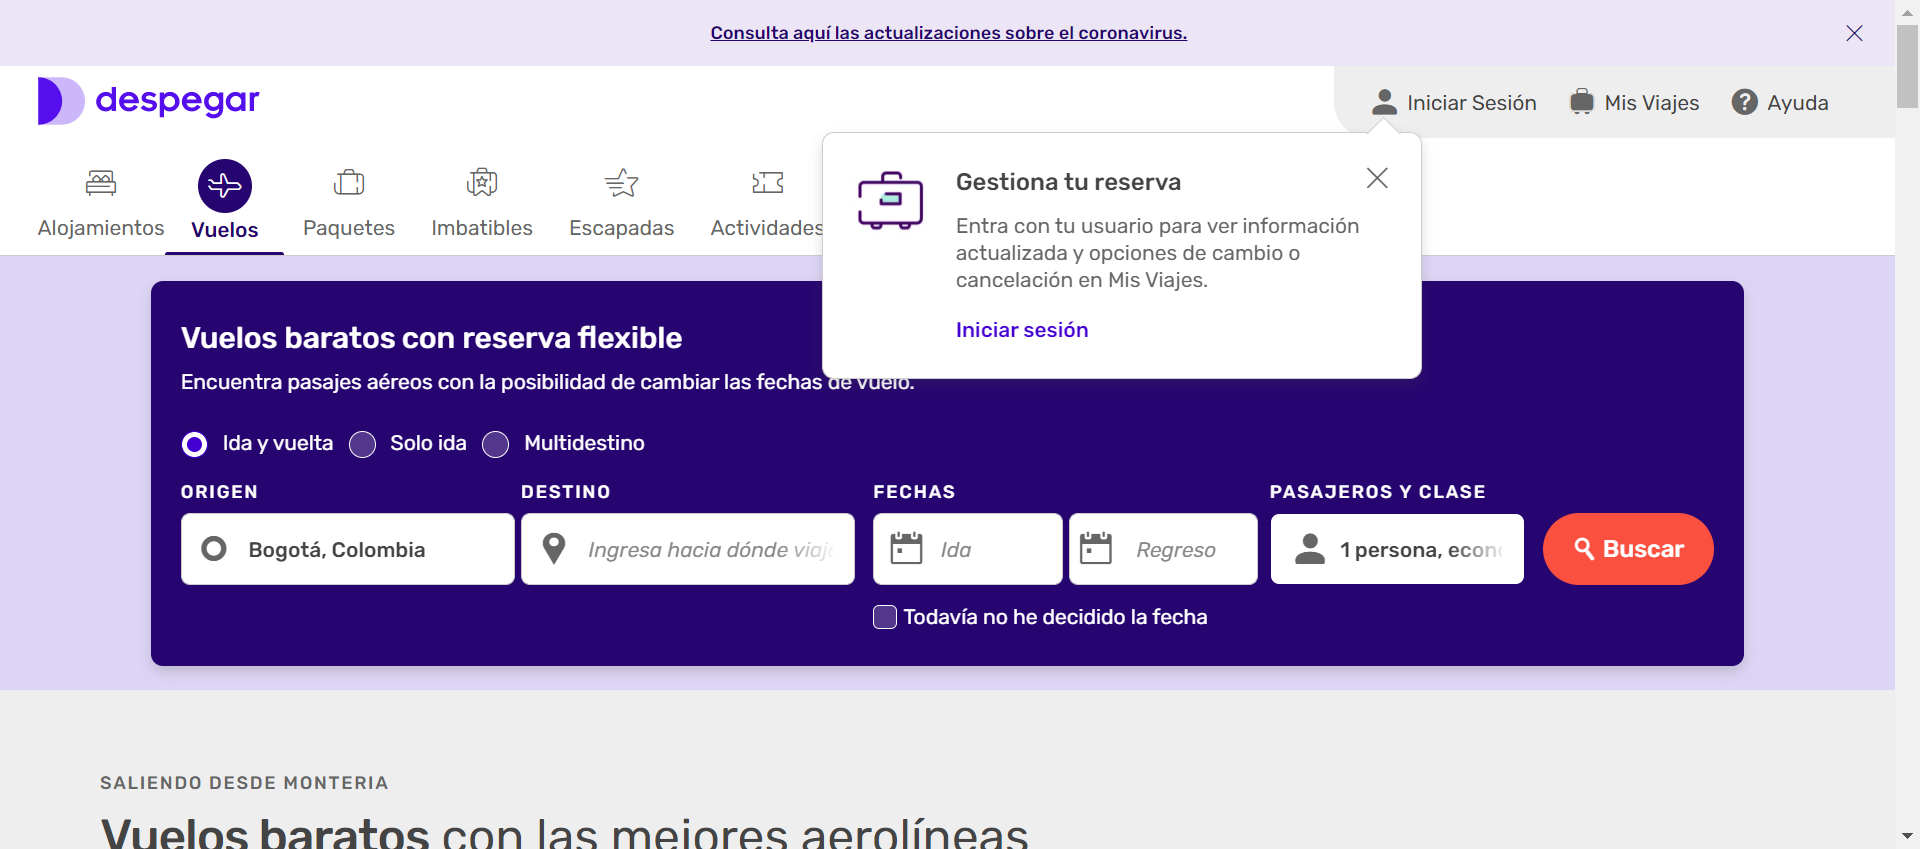 Consulta aquí las actualizaciones sobre el coronavirus.
despegar
Iniciar Sesión
Mis Viajes
? Ayuda
Alojamientos
Vuelos
Paquetes
Imbatibles
Escapadas
Actividades
Gestiona tu reserva
Entra con tu usuario para ver información
actualizada y opciones de cambio o
cancelación en Mis Viajes.
Iniciar sesión
Vuelos baratos con reserva flexible
Encuentra pasajes aéreos con la posibilidad de cambiar las fechas de vuelo.
Ida y vuelta
Solo ida
Multidestino
ORIGEN
DESTINO
FECHAS
PASAJEROS Y CLASE
Bogotá, Colombia
Ingresa hacia dónde viaj
Ida
Regreso
1 persona, econ
Buscar
Todavía no he decidido la fecha
SALIENDO DESDE MONTERIA
Vuelos baratos con las mejores aerolíneas